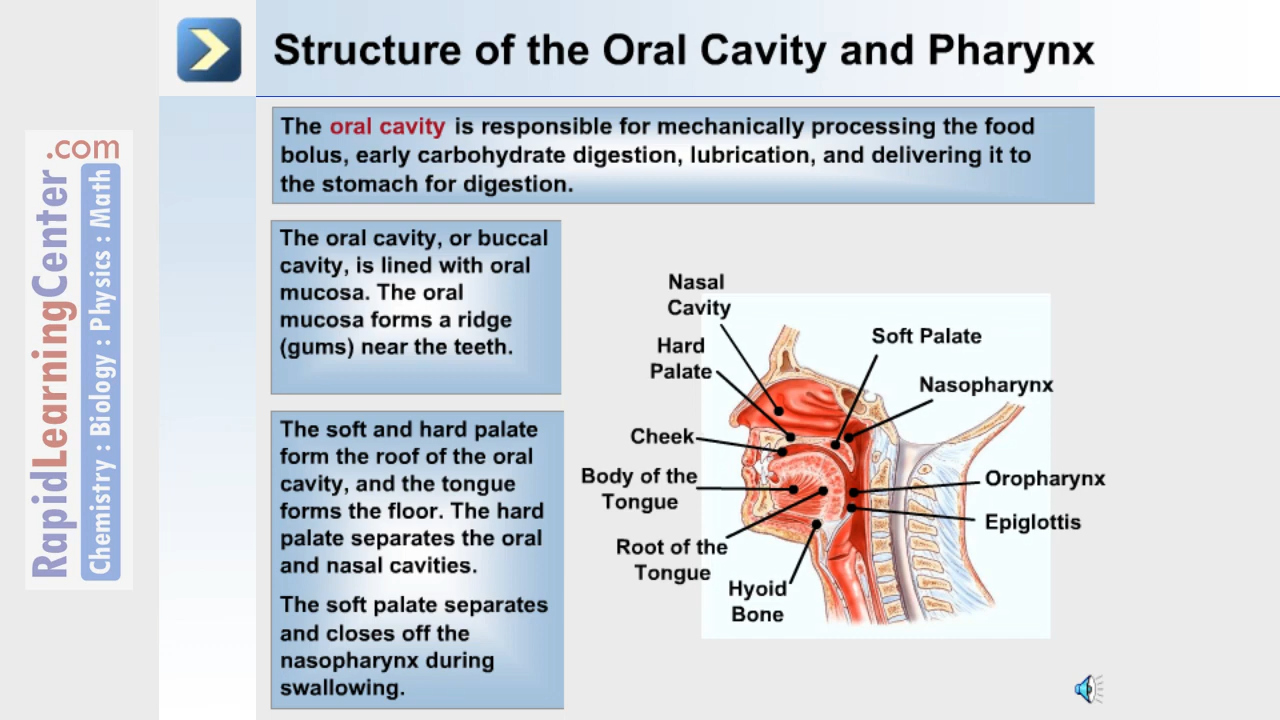 Structure of the Oral Cavity and Pharynx
.com
RapidLearningCenter
Chemistry : Biology : Physics : Math
The oral cavity is responsible for mechanically processing the food
bolus, early carbohydrate digestion, lubrication, and delivering it to
the stomach for digestion.
The oral cavity, or buccal
cavity, is lined with oral
mucosa. The oral
mucosa forms a ridge
(gums) near the teeth.
The soft and hard palate
form the roof of the oral
cavity, and the tongue
forms the floor. The hard
palate separates the oral
and nasal cavities.
The soft palate separates
and closes off the
nasopharynx during
swallowing.
Nasal
Cavity
Hard
Palate
Cheek
Body of the
Tongue
Root of the
Tongue
Hyoid
Bone
Soft Palate
Nasopharynx
Oropharynx
Epiglottis